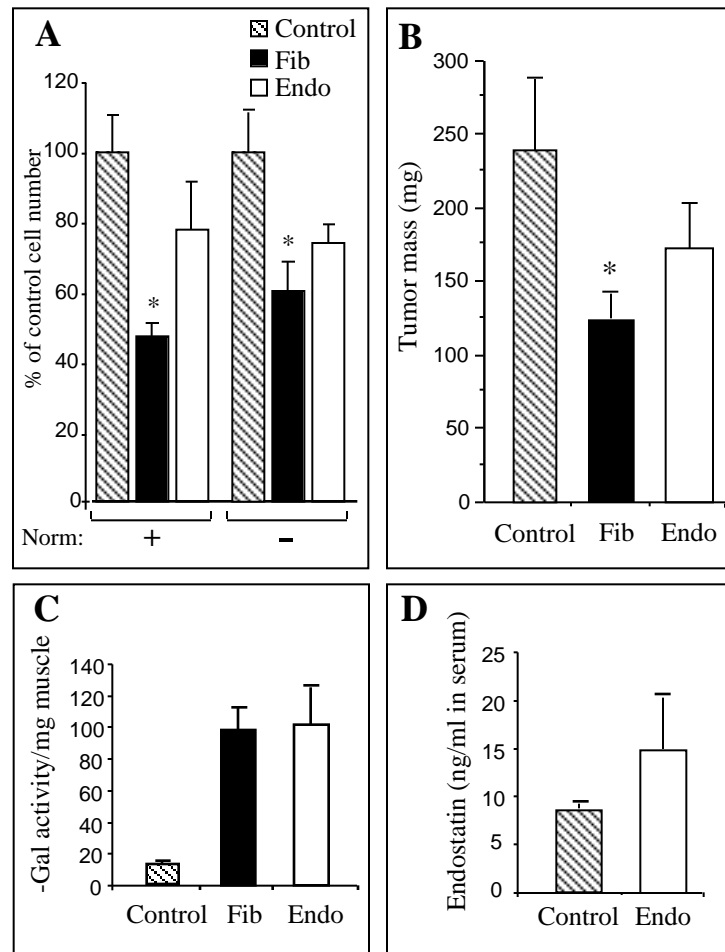 A
Control
Fib
Endo
% of control cell number
120
100
80
60
40
20
0
*
*
Norm:
+
-
B
Tumor mass (mg)
300
250
200
150
100
50
0
*
Control Fib Endo
C
-Gal activity/mg muscle
140
120
100
80
60
40
20
0
Control Fib Endo
D
Endostatin (ng/ml in serum)
25
20
15
10
5
0
Control Endo